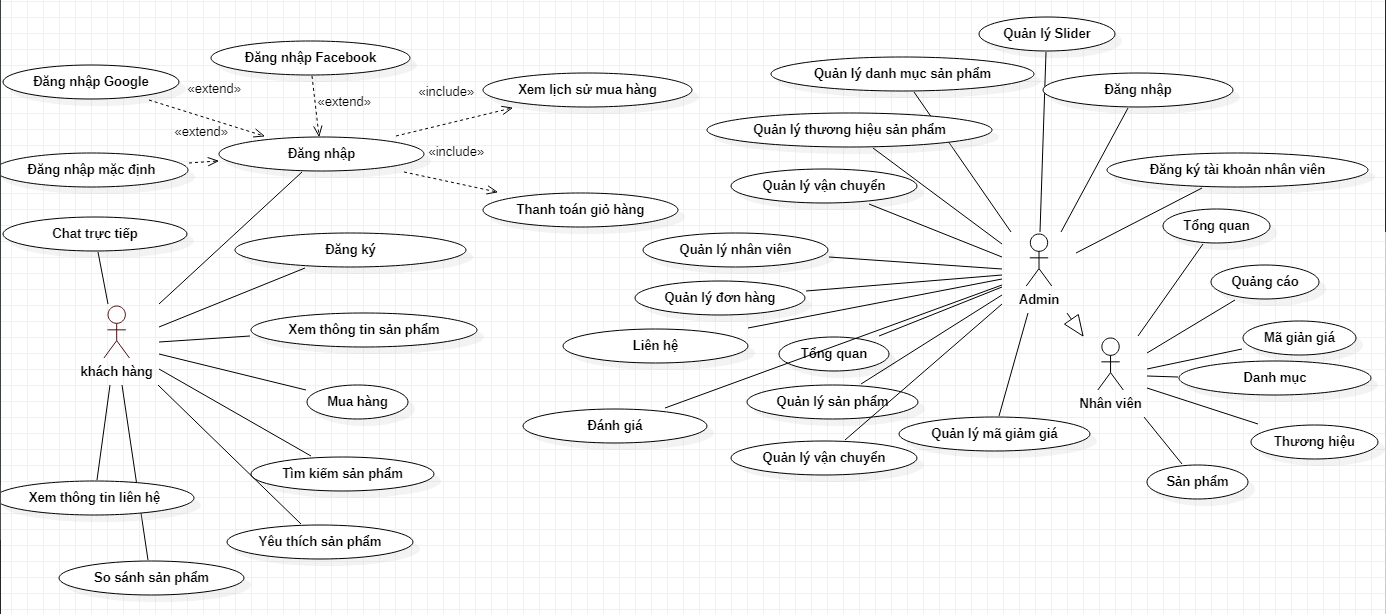 Quản lý Slider
Đăng nhập Facebook
Đăng nhập Google
Quản lý danh mục sản phẩm
«extend»
«extend»
«include»
Xem lịch sử mua hàng
Đăng nhập
Quản lý thương hiệu sản phẩm
«extend»
Đăng nhập
«include»
Đăng nhập mặc định
Đăng ký tài khoản nhân viên
Quản lý vận chuyển
Thanh toán giỏ hàng
Tổng quan
Chat trực tiếp
Đăng ký
Quản lý nhân viên
Quảng cáo
Quản lý đơn hàng
Admin
Xem thông tin sản phẩm
Liên hệ
Mã giản giá
Tổng quan
khách hàng
Danh mục
Mua hàng
Quản lý sản phẩm
Nhân viên
Đánh giá
Quản lý mã giảm giá
Thương hiệu
Quản lý vận chuyển
Tìm kiếm sản phẩm
Sản phẩm
Xem thông tin liên hệ
Yêu thích sản phẩm
So sánh sản phẩm